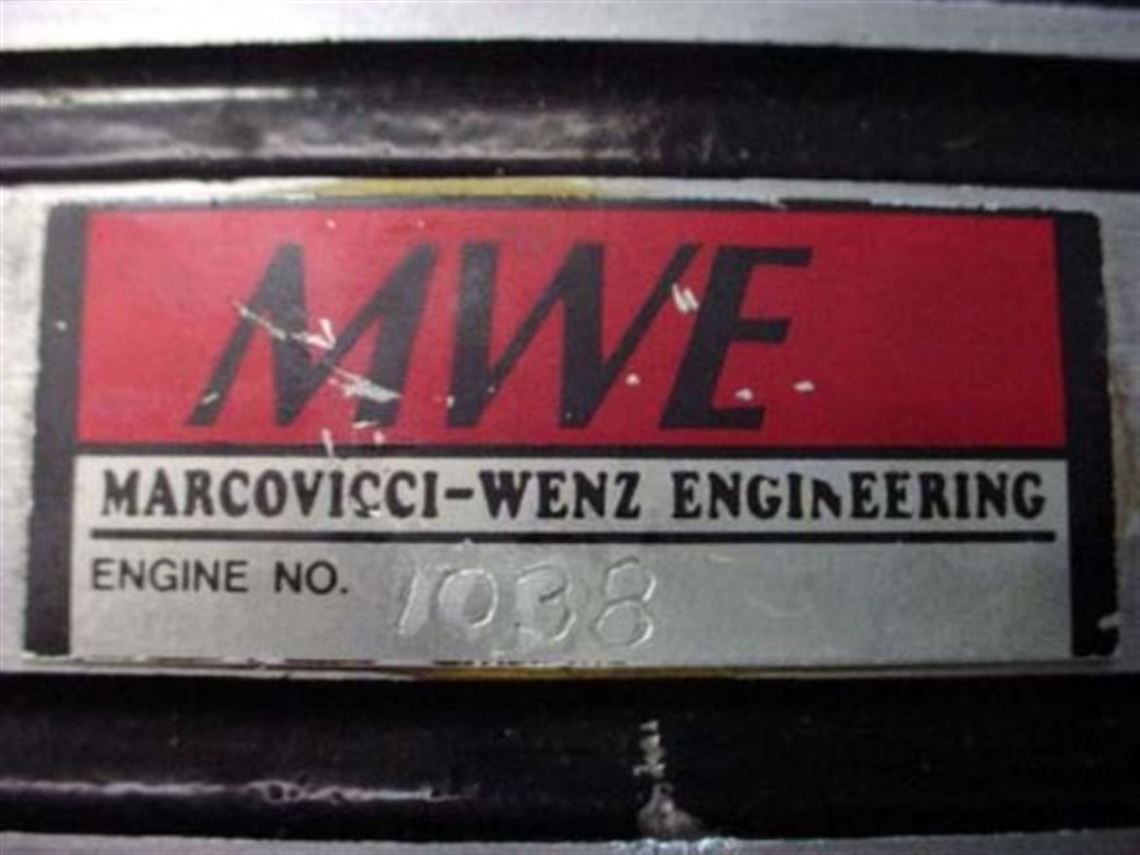 MWE
MARCOVICCI-WENZ ENGINEERING
ENGINE NO. 1038